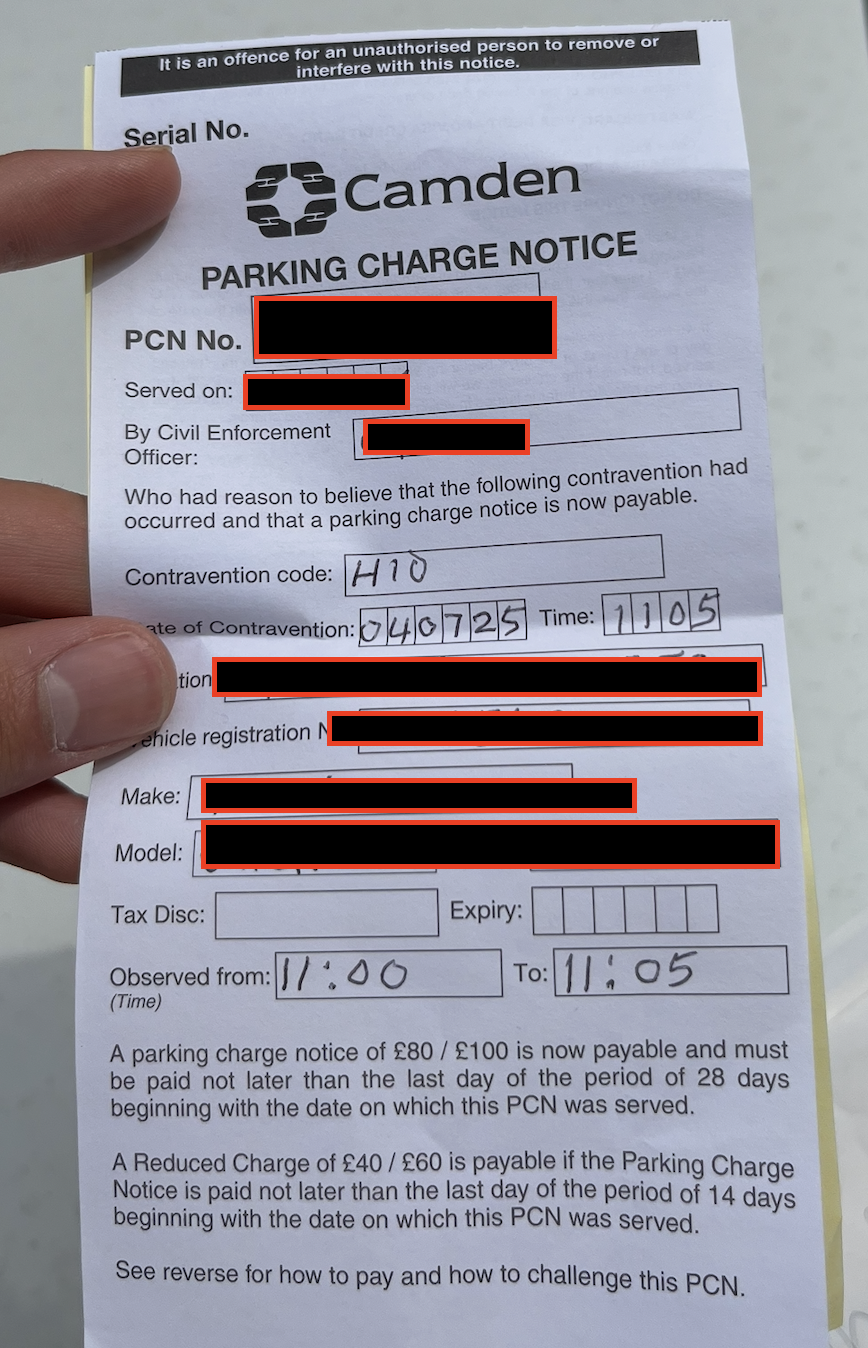 It is an offence for an unauthorised person to remove or
interfere with this notice.
Serial No.
Camden
PARKING CHARGE NOTICE
PCN No.
Served on:
By Civil Enforcement
Officer:
Who had reason to believe that the following contravention had
occurred and that a parking charge notice is now payable.
Contravention code: H10
ate of Contravention: 040725 Time: 1105
tion
ehicle registration N
Make:
Model:
Tax Disc: Expiry:
Observed from: 11:00 To: 11:05
(Time)
A parking charge notice of £80 / £100 is now payable and must
be paid not later than the last day of the period of 28 days
beginning with the date on which this PCN was served.
A Reduced Charge of £40 / £60 is payable if the Parking Charge
Notice is paid not later than the last day of the period of 14 days
beginning with the date on which this PCN was served.
See reverse for how to pay and how to challenge this PCN.